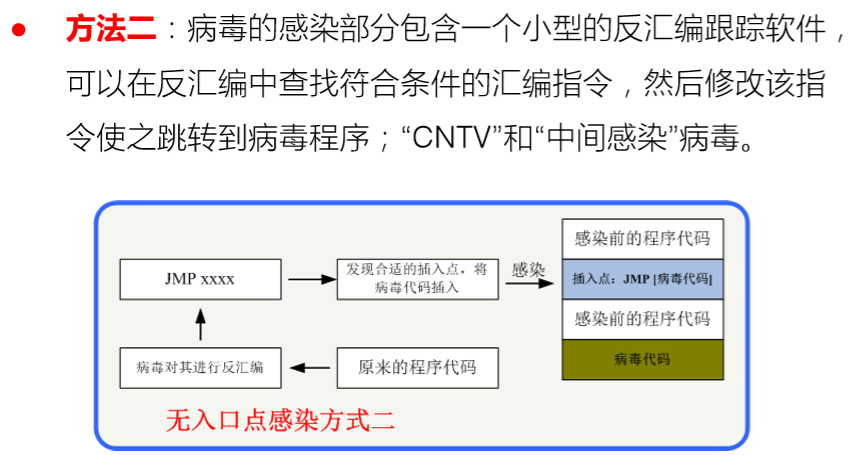 ● 方法二：病毒的感染部分包含一个小型的反汇编跟踪软件，
可以在反汇编中查找符合条件的汇编指令，然后修改该指
令使之跳转到病毒程序；“CNTV”和“中间感染”病毒。
JMP xxxx
发现合适的插入点，将
病毒代码插入
感染
感染前的程序代码
插入点：JMP [病毒代码]
感染前的程序代码
病毒代码
病毒对其进行反汇编
原来的程序代码
无入口点感染方式二